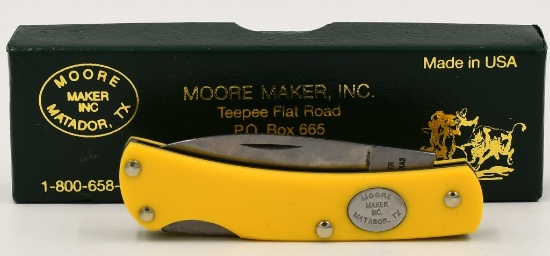 MOORE
MAKER
INC
MATADOR, TX
1-800-658-
MOORE MAKER, INC.
Teepee Flat Road
P.O. Box 665
Made in USA
MOORE
MAKER
INC.
MATADOR, TX